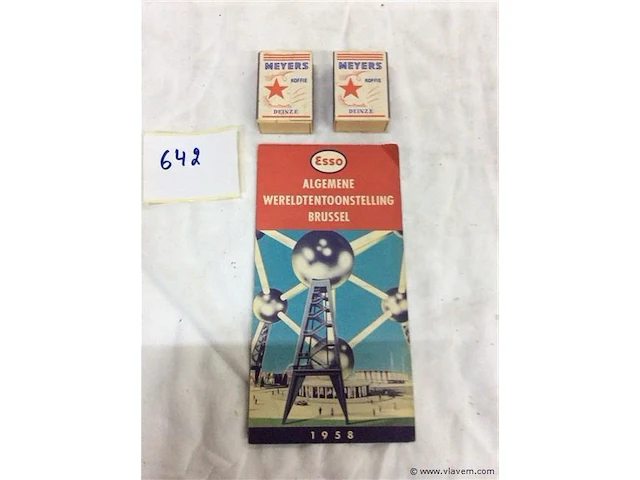 MEYERS
KOFFIE
DEINZE
MEYERS
KOFFIE
DEINZE
642
Esso
ALGEMENE
WERELDTENTOONSTELLING
BRUSSEL
1958
© www.vlavem.com